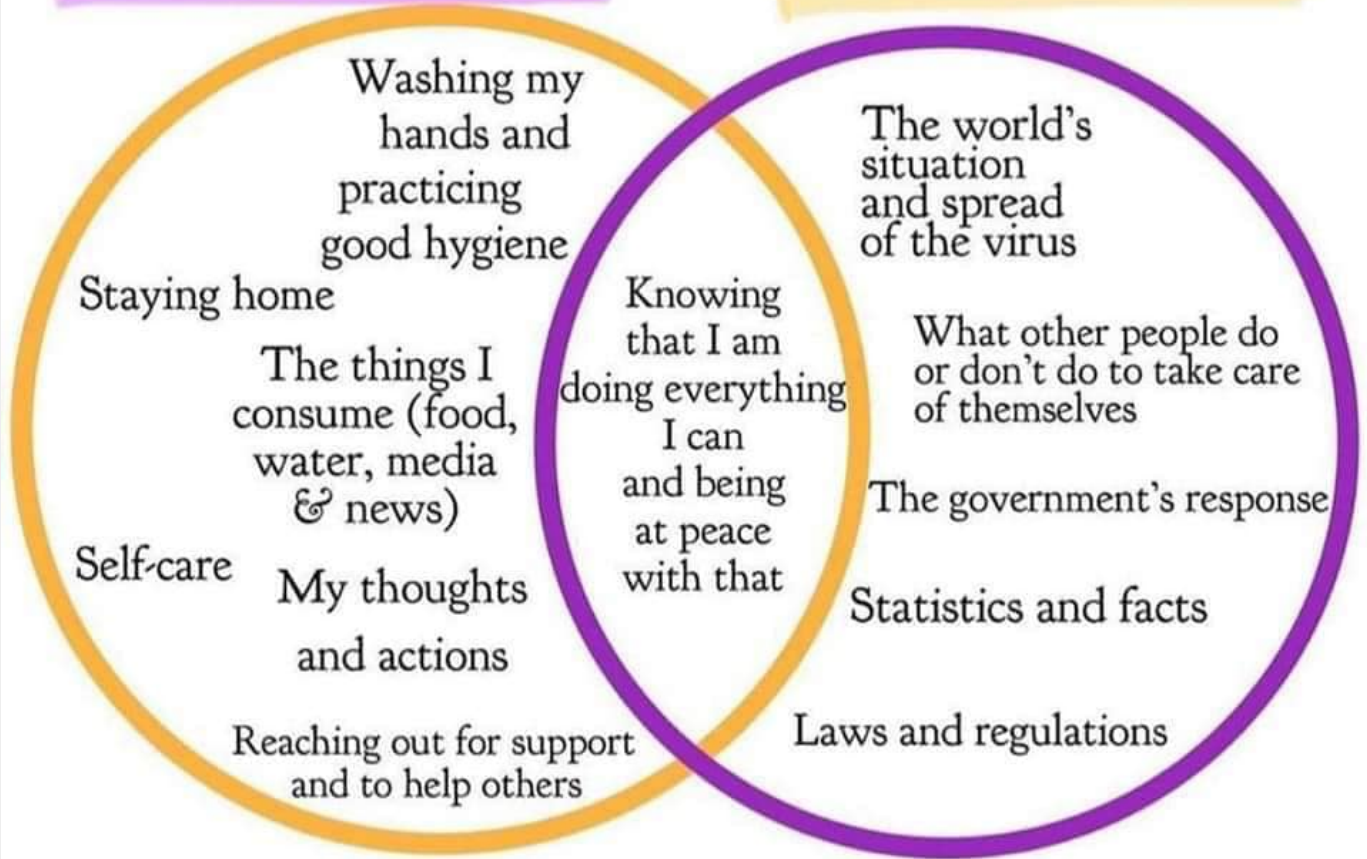 Washing my
hands and
practicing
good hygiene
Staying home
The things I
consume (food,
water, media
& news)
Self-care
My thoughts
and actions
Reaching out for support
and to help others
Knowing
that I am
doing everything
I can
and being
at peace
with that
The world's
situation
and spread
of the virus
What other people do
or don't do to take care
of themselves
The government's response
Statistics and facts
Laws and regulations